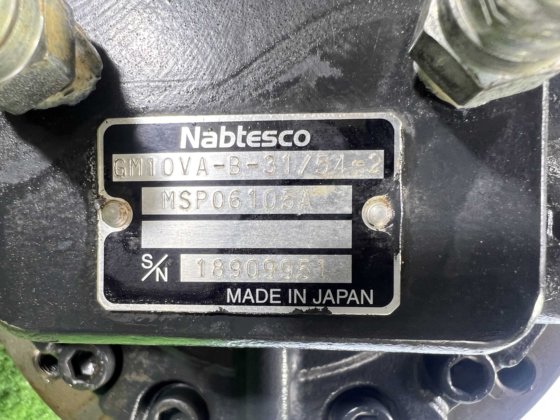 Nabtesco
GM10VA-B-31/54-2
MSP06105A
S/N 18909951
MADE IN JAPAN